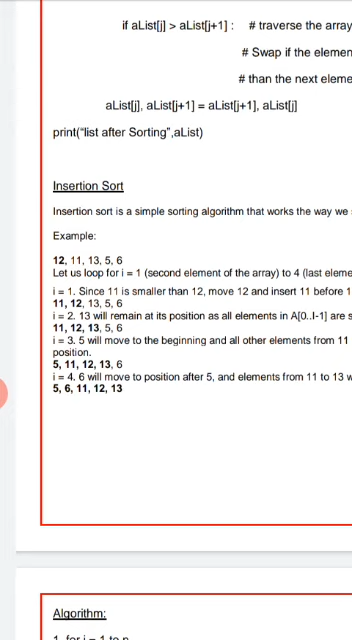 if aList[j] > aList[j+1] : # traverse the array
# Swap if the elemen
# than the next eleme
aList[j], aList[j+1] = aList[j+1], aList[j]
print("list after Sorting",aList)
Insertion Sort
Insertion sort is a simple sorting algorithm that works the way we
Example:
12, 11, 13, 5, 6
Let us loop for i = 1 (second element of the array) to 4 (last eleme
i = 1. Since 11 is smaller than 12, move 12 and insert 11 before 1
11, 12, 13, 5, 6
i = 2. 13 will remain at its position as all elements in A[0..I-1] are s
11, 12, 13, 5, 6
i = 3. 5 will move to the beginning and all other elements from 11
position.
5, 11, 12, 13, 6
i = 4. 6 will move to position after 5, and elements from 11 to 13 w
5, 6, 11, 12, 13
Algorithm:
1. for i = 1 to n